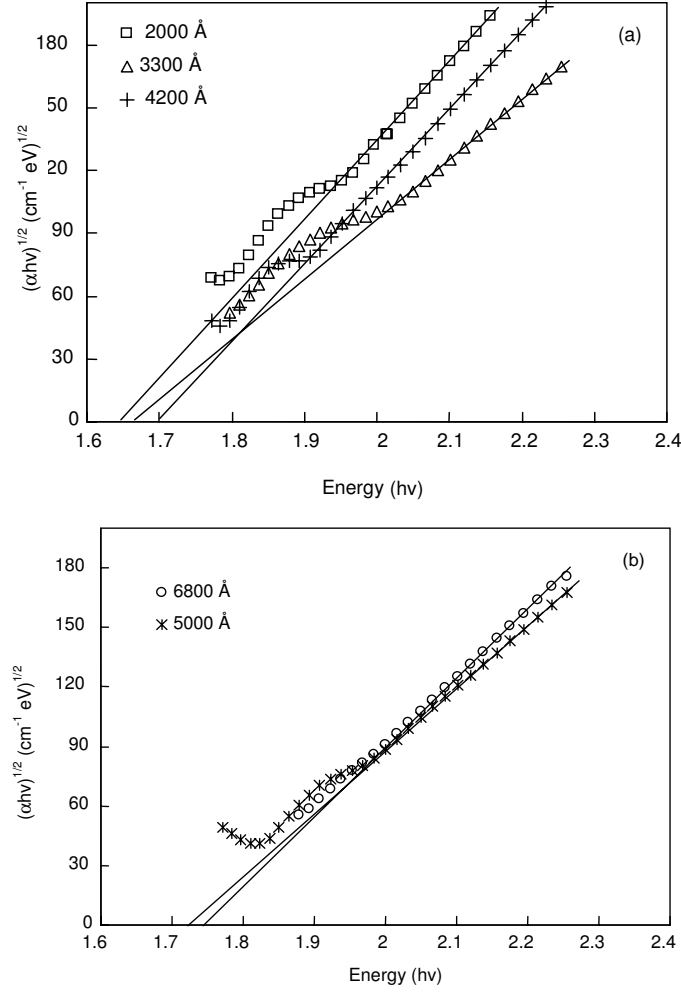 (a)
2000 Å
3300 Å
4200 Å
(αhν)1/2 (cm-1 eV)1/2
180
50
20
90
60
30
0
1.6 1.7 1.8 1.9 2 2.1 2.2 2.3 2.4
Energy (hν)
(b)
6800 Å
5000 Å
(αhν)1/2 (cm-1 eV)1/2
180
150
120
90
60
30
0
1.6 1.7 1.8 1.9 2 2.1 2.2 2.3 2.4
Energy (hν)